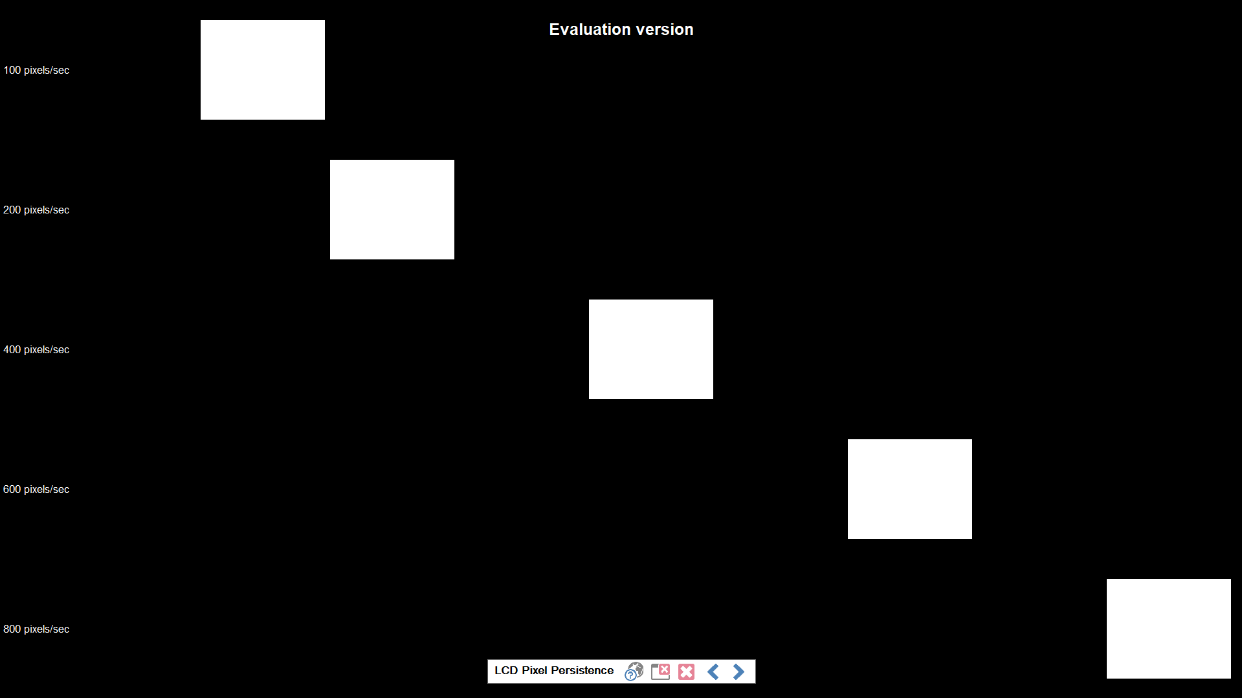 Evaluation version
100 pixels/sec
200 pixels/sec
400 pixels/sec
600 pixels/sec
800 pixels/sec
LCD Pixel Persistence